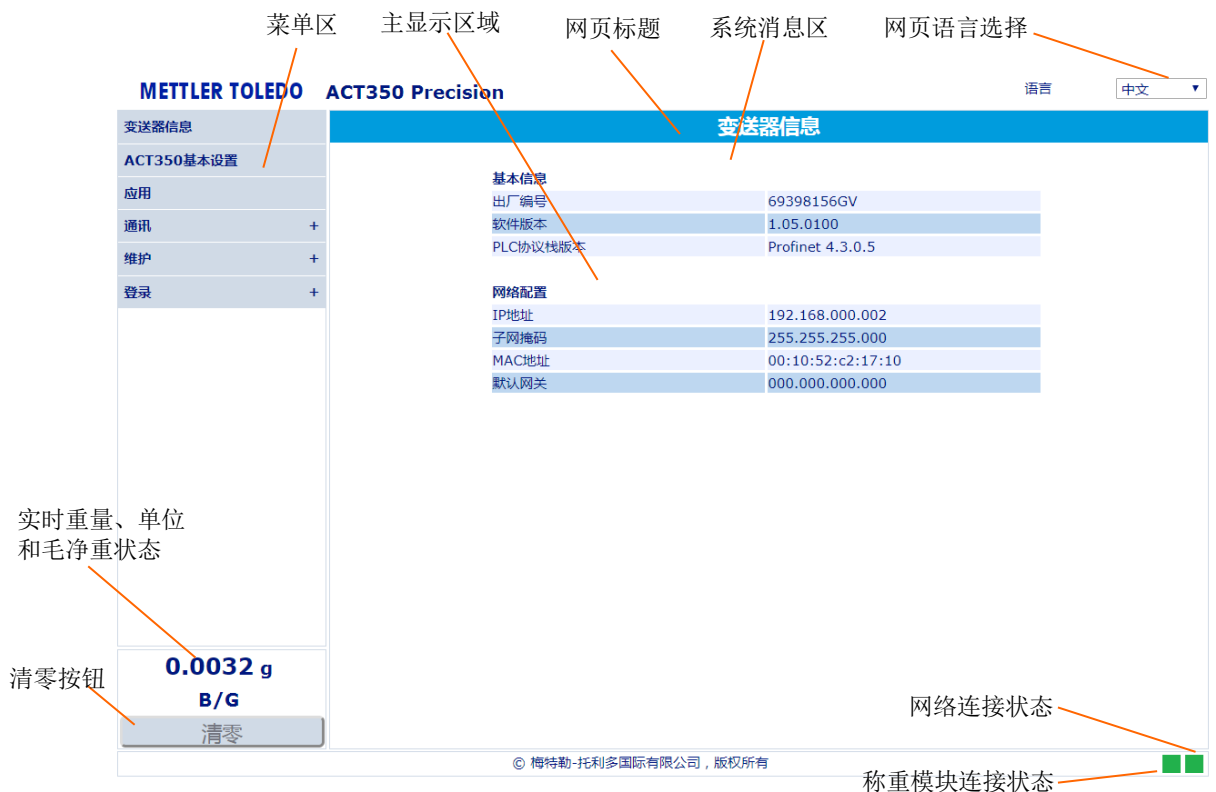 菜单区 主显示区域 网页标题 系统消息区 网页语言选择
METTLER TOLEDO ACT350 Precision 语言 中文
变送器信息
ACT350基本设置
应用
通讯 +
维护 +
登录 +
变送器信息
基本信息
出厂编号 69398156GV
软件版本 1.05.0100
PLC协议栈版本 Profinet 4.3.0.5
网络配置
IP地址 192.168.000.002
子网掩码 255.255.255.000
MAC地址 00:10:52:c2:17:10
默认网关 000.000.000.000
实时重量、单位
和毛净重状态
0.0032 g
清零按钮
B/G
清零
网络连接状态
© 梅特勒-托利多国际有限公司，版权所有
称重模块连接状态